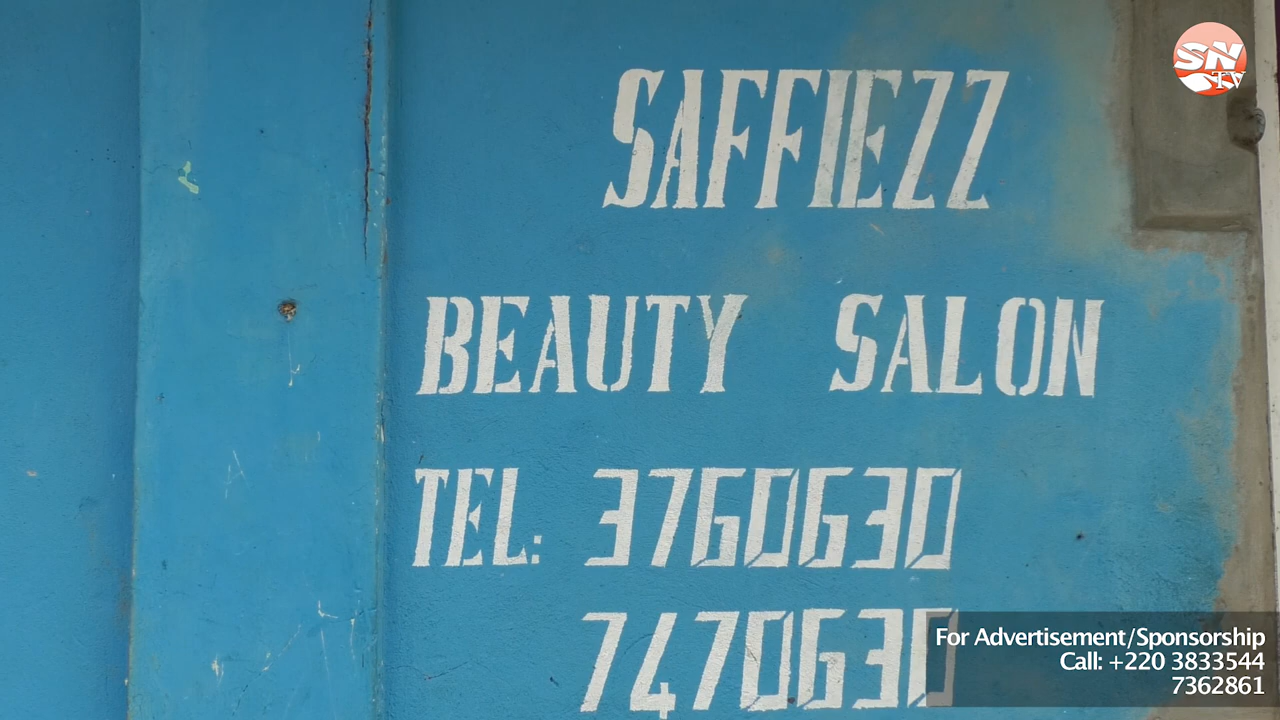 SN
TV
SAFFIEZZ
BEAUTY SALON
TEL: 3760630
7470630
For Advertisement/Sponsorship
Call: +220 3833544
7362861